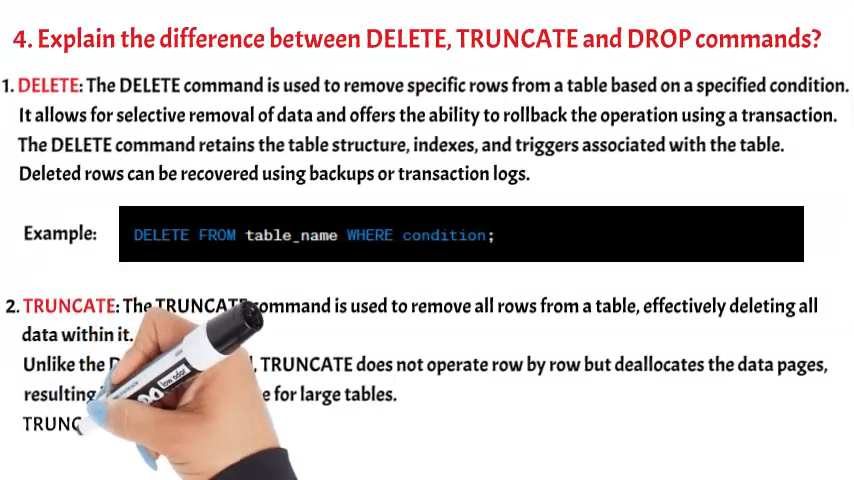 4. Explain the difference between DELETE, TRUNCATE and DROP commands?
1. DELETE: The DELETE command is used to remove specific rows from a table based on a specified condition.
It allows for selective removal of data and offers the ability to rollback the operation using a transaction.
The DELETE command retains the table structure, indexes, and triggers associated with the table.
Deleted rows can be recovered using backups or transaction logs.
Example: DELETE FROM table_name WHERE condition;
2. TRUNCATE: The TRUNCATE command is used to remove all rows from a table, effectively deleting all
data within it.
Unlike the , TRUNCATE does not operate row by row but deallocates the data pages,
resulting for large tables.
TRUNC
low odor